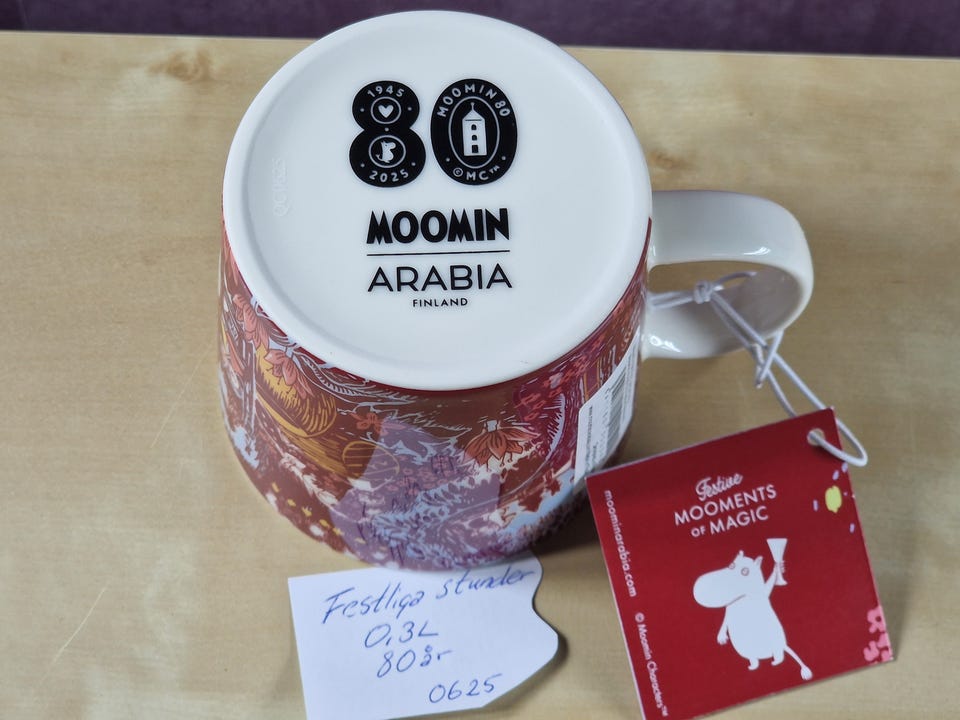 1945
MOOMIN 80
2025
©MC™
MOOMIN
ARABIA
FINLAND
Festive
MOOMENTS
OF MAGIC
moominarabia.com
© Moomin Characters™
Festliga stunder
0,3L
80 år
0625